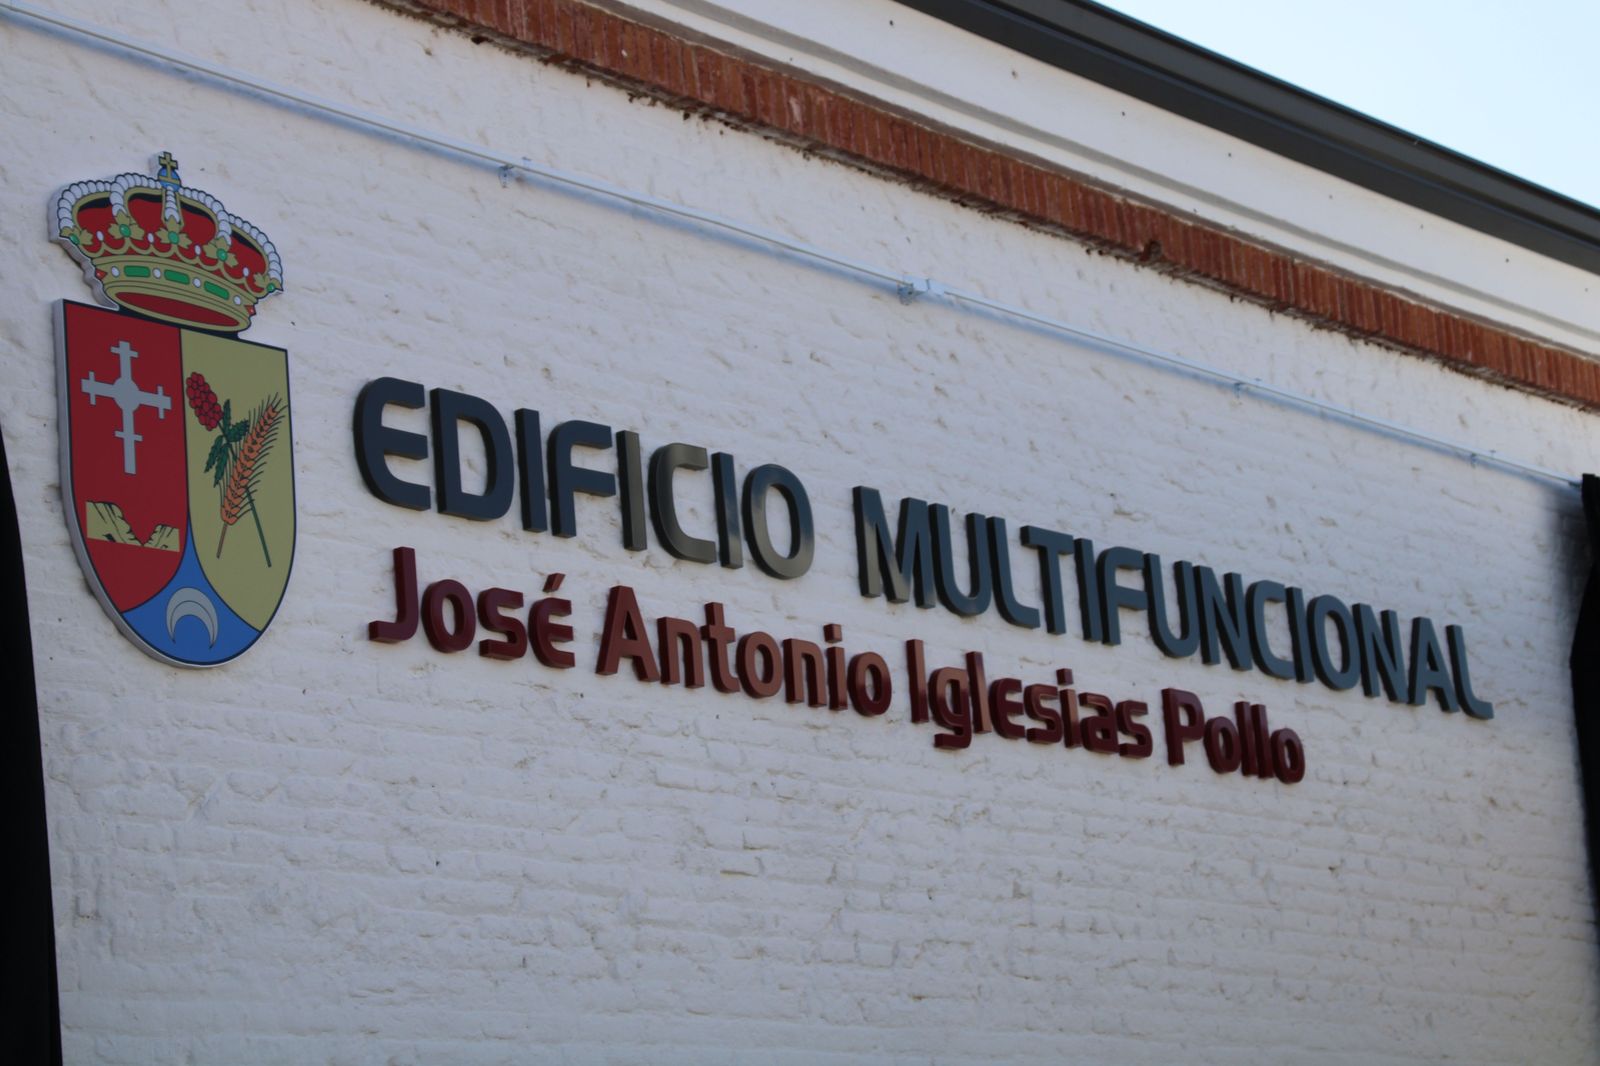 EDIFICIO MULTIFUNCIONAL
José Antonio Iglesias Pollo